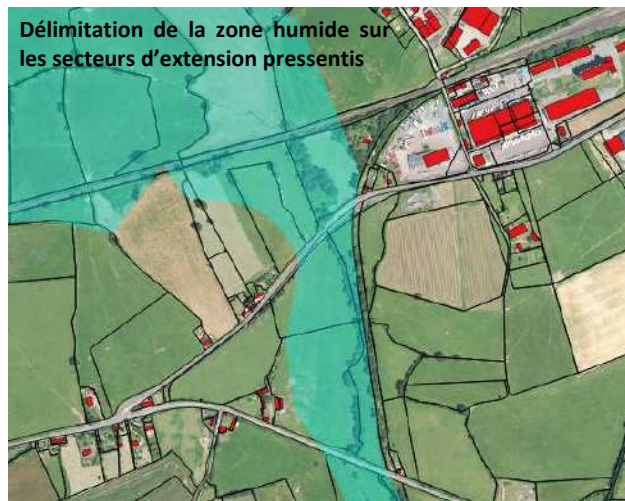 Délimitation de la zone humide sur
les secteurs d’extension pressentis